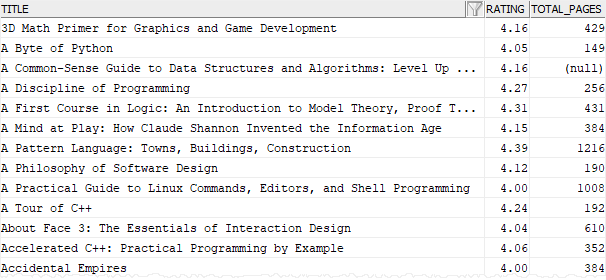 TITLE RATING TOTAL_PAGES
3D Math Primer for Graphics and Game Development 4.16 429
A Byte of Python 4.05 149
A Common-Sense Guide to Data Structures and Algorithms: Level Up ... 4.16 (null)
A Discipline of Programming 4.27 256
A First Course in Logic: An Introduction to Model Theory, Proof T... 4.31 431
A Mind at Play: How Claude Shannon Invented the Information Age 4.15 384
A Pattern Language: Towns, Buildings, Construction 4.39 1216
A Philosophy of Software Design 4.12 190
A Practical Guide to Linux Commands, Editors, and Shell Programming 4.00 1008
A Tour of C++ 4.24 192
About Face 3: The Essentials of Interaction Design 4.04 610
Accelerated C++: Practical Programming by Example 4.06 352
Accidental Empires 4.00 384